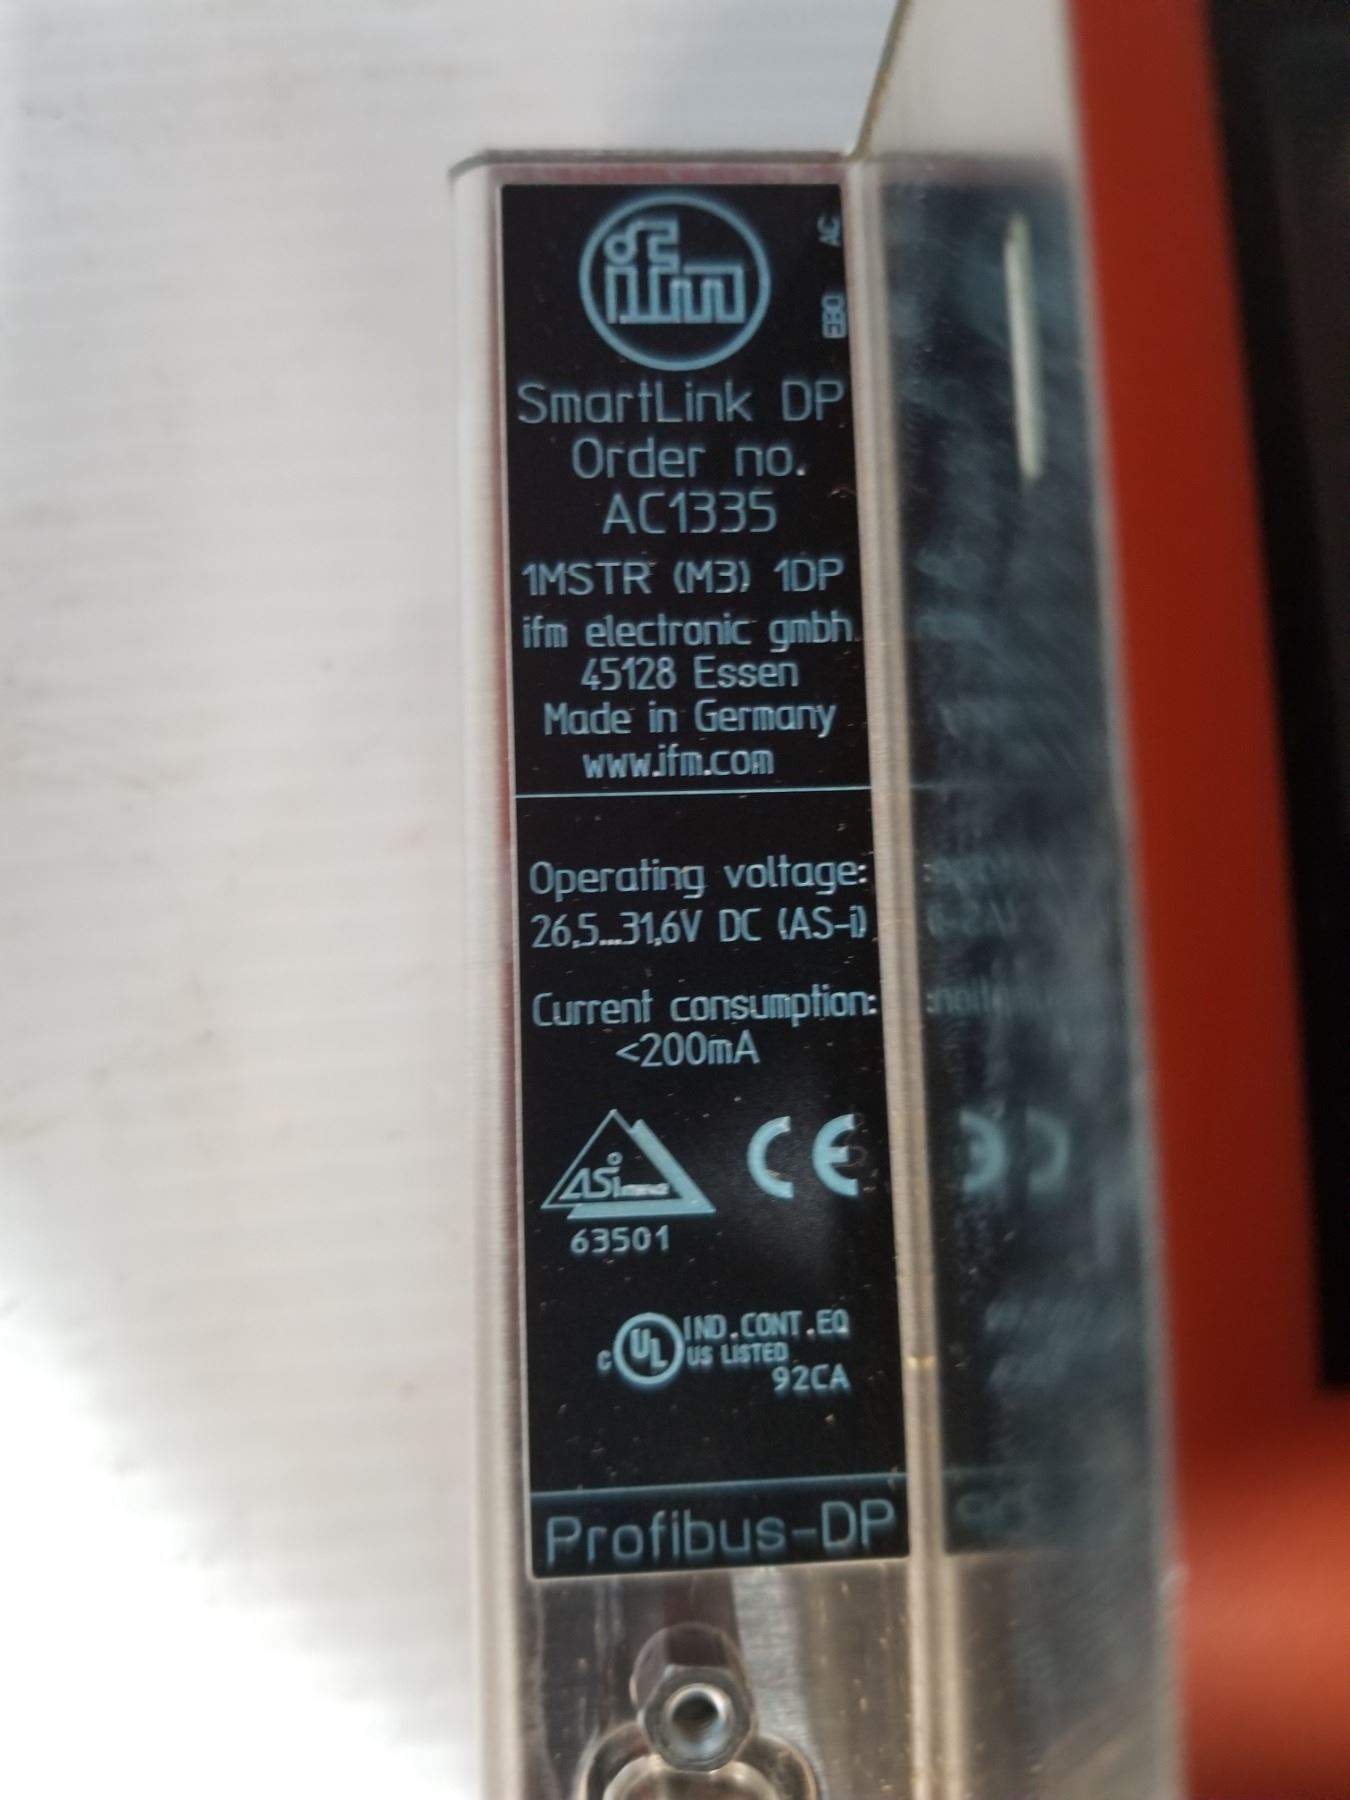 ifm
AC
EBO
SmartLink DP
Order no.
AC1335
1MSTR (M3) 1DP
ifm electronic gmbh
45128 Essen
Made in Germany
www.ifm.com
Operating voltage:
26,5...31,6V DC (AS-i)
Current consumption:
<200mA
ASi
CE
63501
c UL US LISTED
IND.CONT.EQ
92CA
Profibus-DP